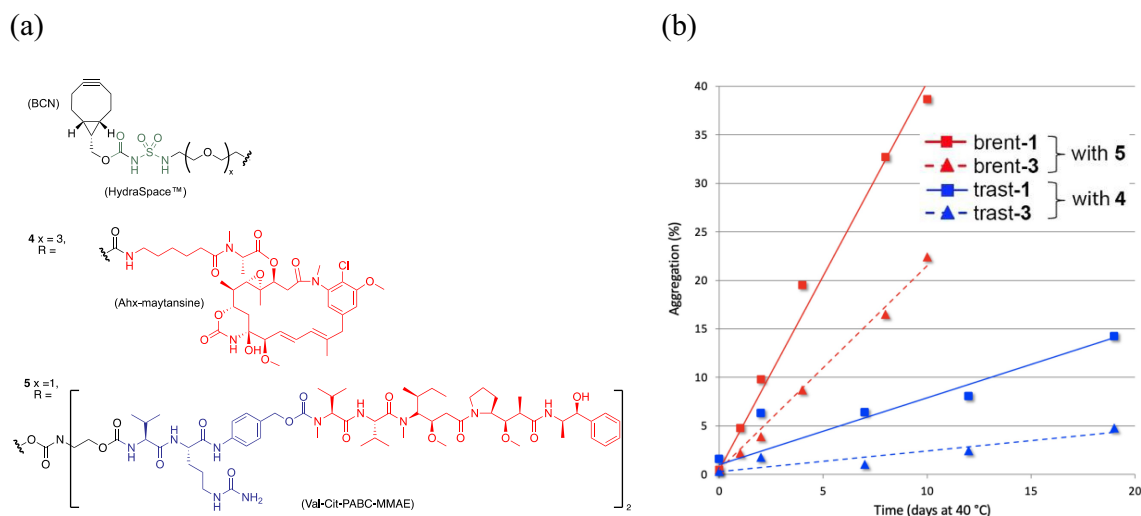 (a)
(BCN)
H H
O
O O
O N H S N H O x
(HydraSpace™)
4 x = 3,
R =
O
N H
O
N
O
O
O
O
N
Cl
O
O
O N H
OH
O
(Ahx-maytansine)
5 x =1,
R =
O N O
O
O
O
N H
O
H N
O
N H
O
O
N
O
H N
O
N
O
O
N
O
O
H N
OH
N H
O
NH2
2
(Val-Cit-PABC-MMAE)
(b)
Aggregation (%)
40
35
30
25
20
15
10
5
0
brent-1
brent-3
with 5
trast-1
trast-3
with 4
0 5 10 15 20
Time (days at 40 °C)